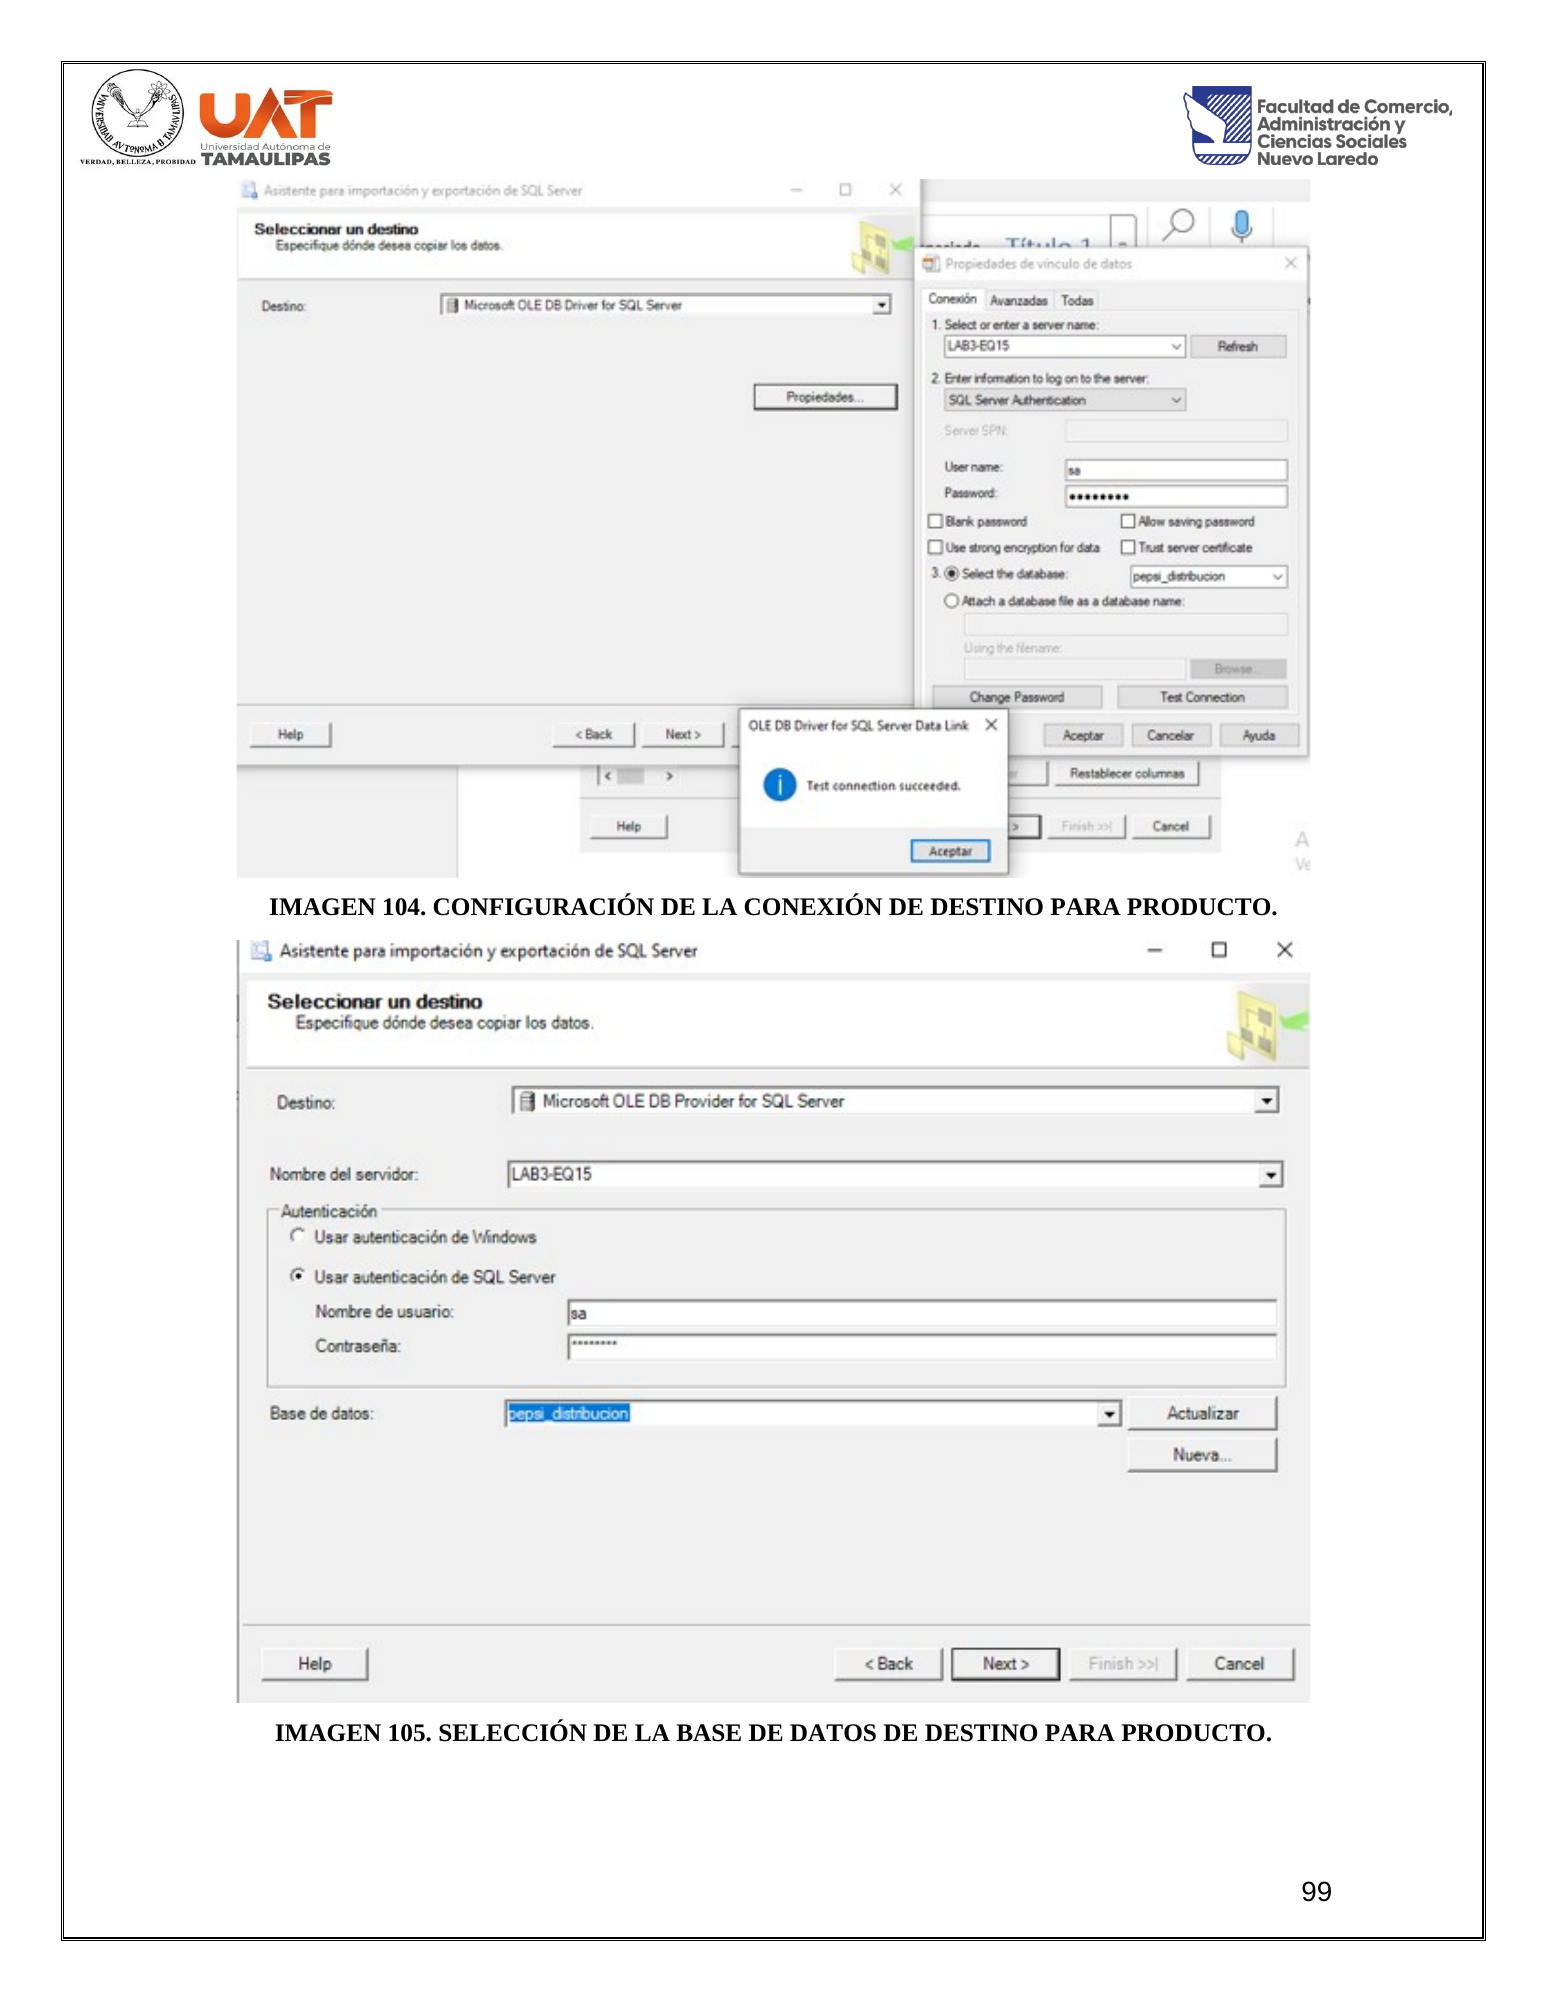 VNIVERSIDAD AVTONOMA D TAMAVLIPAS
VERDAD, BELLEZA, PROBIDAD
UAT
Universidad Autónoma de
TAMAULIPAS
Facultad de Comercio,
Administración y
Ciencias Sociales
Nuevo Laredo
Asistente para importación y exportación de SQL Server
Seleccionar un destino
Especifique dónde desea copiar los datos.
Destino:
Microsoft OLE DB Driver for SQL Server
Propiedades...
Help
< Back
Next >
Título 1
Propiedades de vínculo de datos
Conexión
Avanzadas
Todas
1. Select or enter a server name:
LAB3-EQ15
Refresh
2. Enter information to log on to the server:
SQL Server Authentication
Server SPN:
User name:
sa
Password:
••••••••
Blank password
Allow saving password
Use strong encryption for data
Trust server certificate
3. Select the database:
pepsi_distribucion
Attach a database file as a database name:
Using the filename:
Browse...
Change Password
Test Connection
Aceptar
Cancelar
Ayuda
OLE DB Driver for SQL Server Data Link
Test connection succeeded.
Aceptar
Restablecer columnas
Help
>
Finish >>|
Cancel
IMAGEN 104. CONFIGURACIÓN DE LA CONEXIÓN DE DESTINO PARA PRODUCTO.
Asistente para importación y exportación de SQL Server
Seleccionar un destino
Especifique dónde desea copiar los datos.
Destino:
Microsoft OLE DB Provider for SQL Server
Nombre del servidor:
LAB3-EQ15
Autenticación
Usar autenticación de Windows
Usar autenticación de SQL Server
Nombre de usuario:
sa
Contraseña:
********
Base de datos:
pepsi_distribucion
Actualizar
Nueva...
Help
< Back
Next >
Finish >>|
Cancel
IMAGEN 105. SELECCIÓN DE LA BASE DE DATOS DE DESTINO PARA PRODUCTO.
99